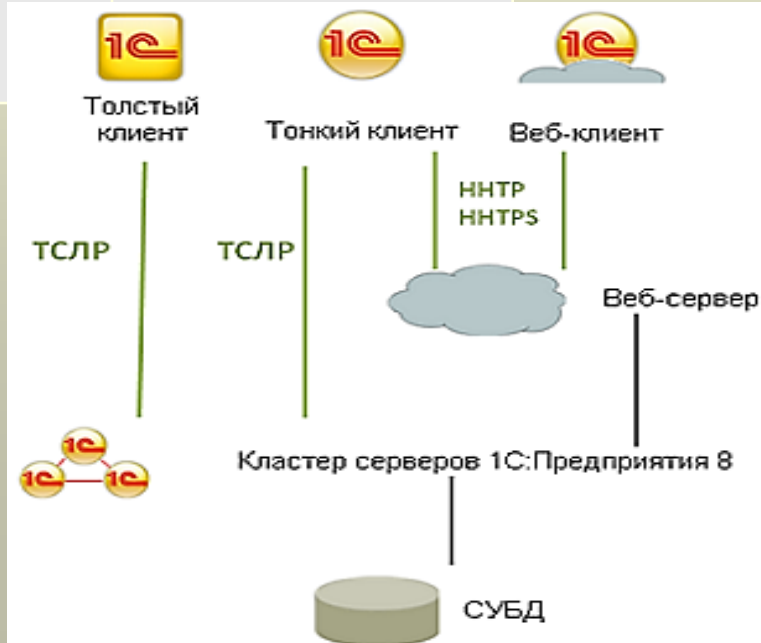 1С 1С 1С
Толстый
клиент
Тонкий клиент
Веб-клиент
ННТР
HHTPS
ТСЛР
ТСЛР
Веб-сервер
1С
1С 1С
Кластер серверов 1С:Предприятия 8
СУБД